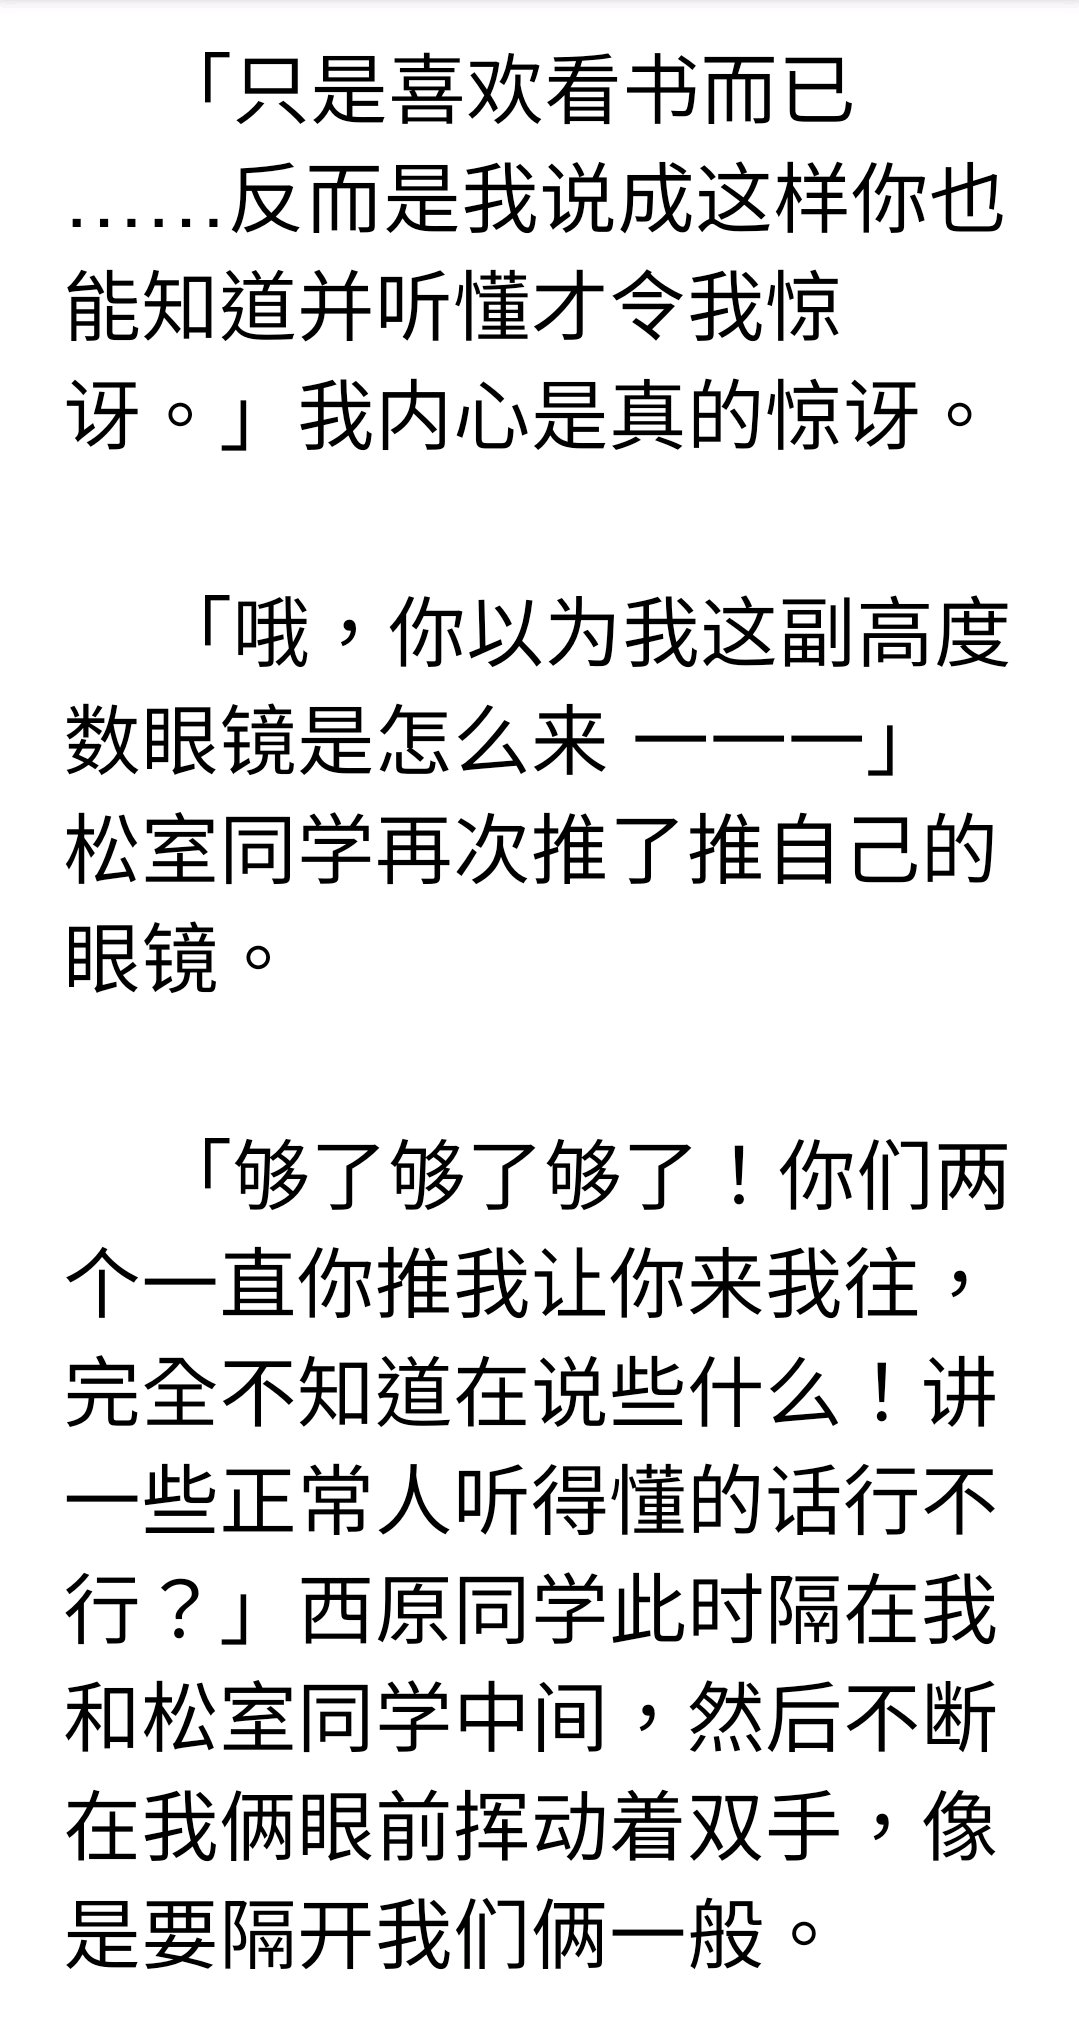 「只是喜欢看书而已
……反而是我说成这样你也
能知道并听懂才令我惊
讶。」我内心是真的惊讶。
「哦，你以为我这副高度
数眼镜是怎么来 一一一」
松室同学再次推了推自己的
眼镜。
「够了够了够了！你们两
个一直你推我让你来我往，
完全不知道在说些什么！讲
一些正常人听得懂的话行不
行？」西原同学此时隔在我
和松室同学中间，然后不断
在我俩眼前挥动着双手，像
是要隔开我们俩一般。